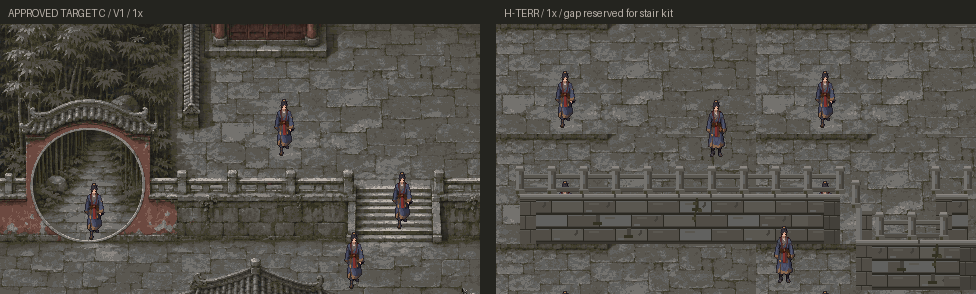 APPROVED TARGET C / V1 / 1x
H-TERR / 1x / gap reserved for stair kit